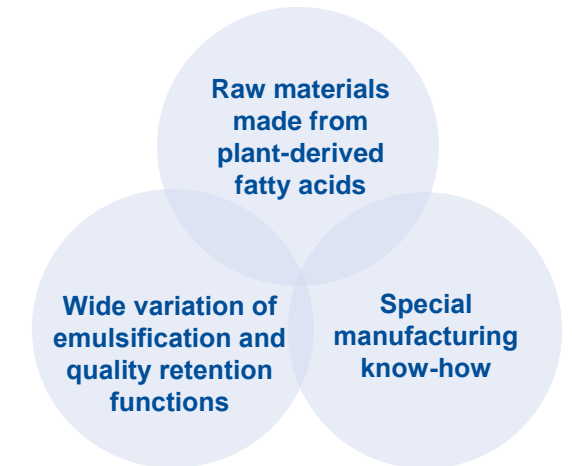 Raw materials
made from
plant-derived
fatty acids
Wide variation of
emulsification and
quality retention
functions
Special
manufacturing
know-how